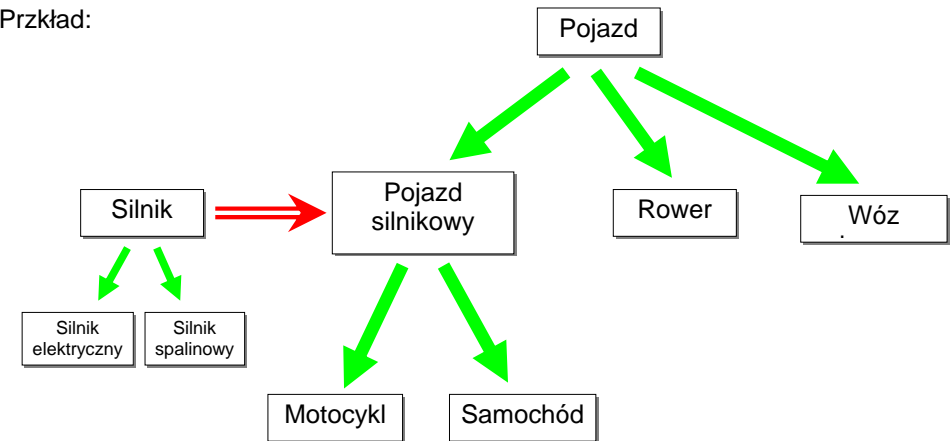 Przkład:
Pojazd
Silnik
Pojazd
silnikowy
Rower
Wóz
Silnik
elektryczny
Silnik
spalinowy
Motocykl
Samochód